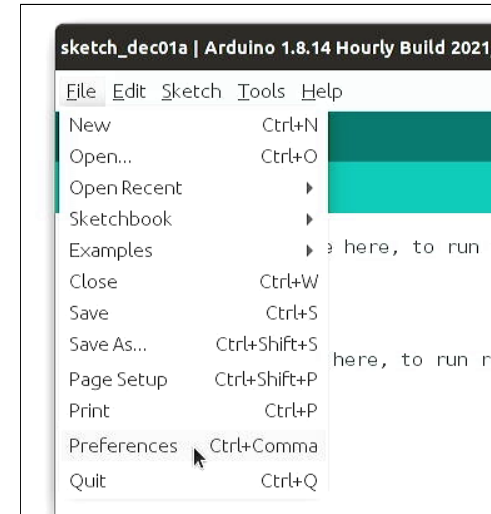 sketch_dec01a | Arduino 1.8.14 Hourly Build 2021
File Edit Sketch Tools Help
New Ctrl+N
Open... Ctrl+O
Open Recent
Sketchbook
Examples
here, to run
Close Ctrl+W
Save Ctrl+S
Save As... Ctrl+Shift+S
here, to run r
Page Setup Ctrl+Shift+P
Print Ctrl+P
Preferences Ctrl+Comma
Quit Ctrl+Q